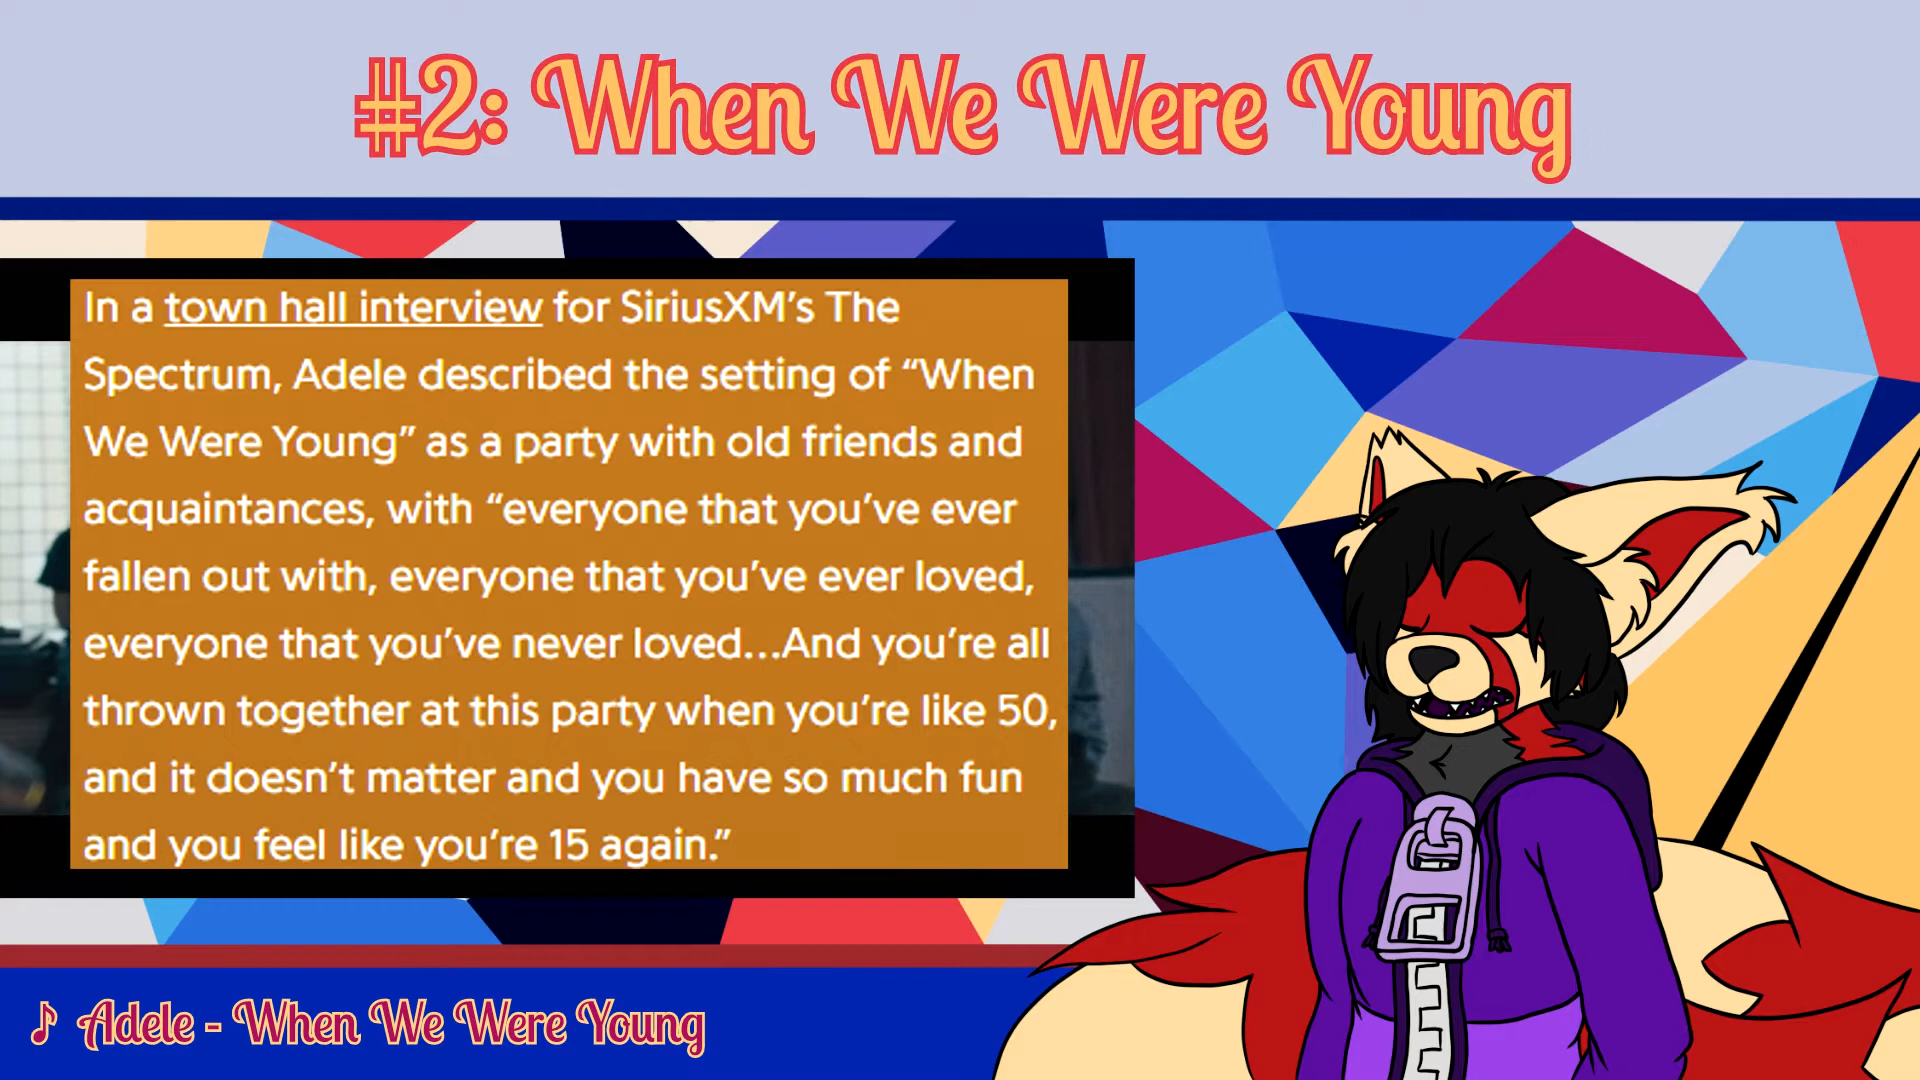 #2: When We Were Young
In a town hall interview for SiriusXM’s The
Spectrum, Adele described the setting of “When
We Were Young” as a party with old friends and
acquaintances, with “everyone that you’ve ever
fallen out with, everyone that you’ve ever loved,
everyone that you’ve never loved…And you’re all
thrown together at this party when you’re like 50,
and it doesn’t matter and you have so much fun
and you feel like you’re 15 again.”
♪ Adele - When We Were Young